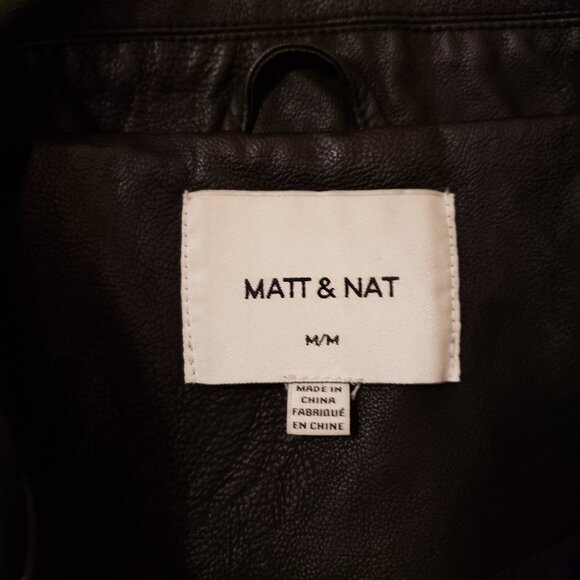 MATT & NAT
M/M
MADE IN
CHINA
FABRIQUÉ
EN CHINE